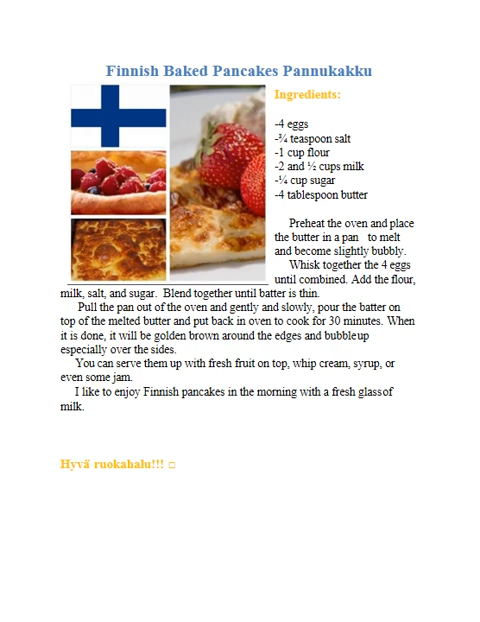 Finnish Baked Pancakes Pannukakku
Ingredients:
-4 eggs
-¾ teaspoon salt
-1 cup flour
-2 and ½ cups milk
-¼ cup sugar
-4 tablespoon butter
Preheat the oven and place
the butter in a pan to melt
and become slightly bubbly.
Whisk together the 4 eggs
until combined. Add the flour,
milk, salt, and sugar. Blend together until batter is thin.
Pull the pan out of the oven and gently and slowly, pour the batter on
top of the melted butter and put back in oven to cook for 30 minutes. When
it is done, it will be golden brown around the edges and bubble up
especially over the sides.
You can serve them up with fresh fruit on top, whip cream, syrup, or
even some jam.
I like to enjoy Finnish pancakes in the morning with a fresh glass of
milk.
Hyvä ruokahalu!!! □